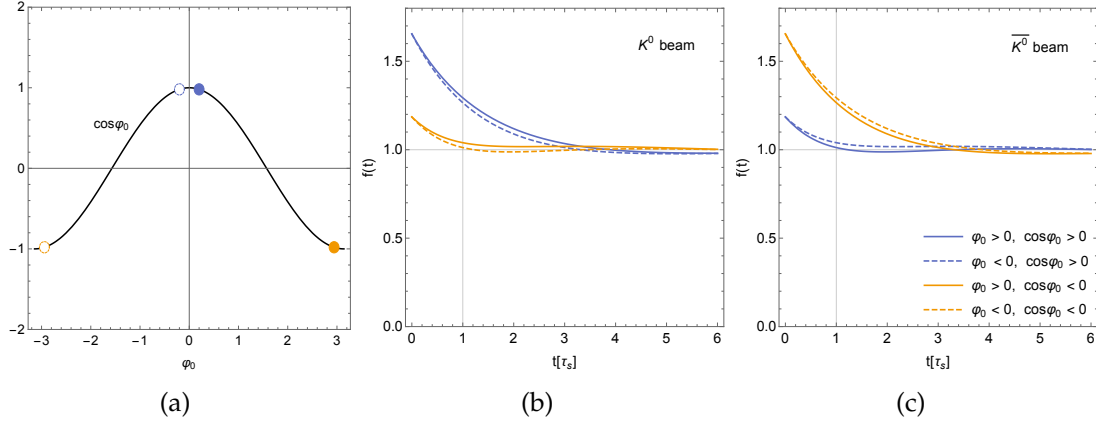 2
1
0
−1
−2
cosφ₀
−3 −2 −1 0 1 2 3
φ₀
(a)
K⁰ beam
1.5
1.0
0.5
0.0
f(t)
0 1 2 3 4 5 6
t[τₛ]
(b)
K̅⁰ beam
1.5
1.0
0.5
0.0
f(t)
φ₀ > 0, cosφ₀ > 0
φ₀ < 0, cosφ₀ > 0
φ₀ > 0, cosφ₀ < 0
φ₀ < 0, cosφ₀ < 0
0 1 2 3 4 5 6
t[τₛ]
(c)